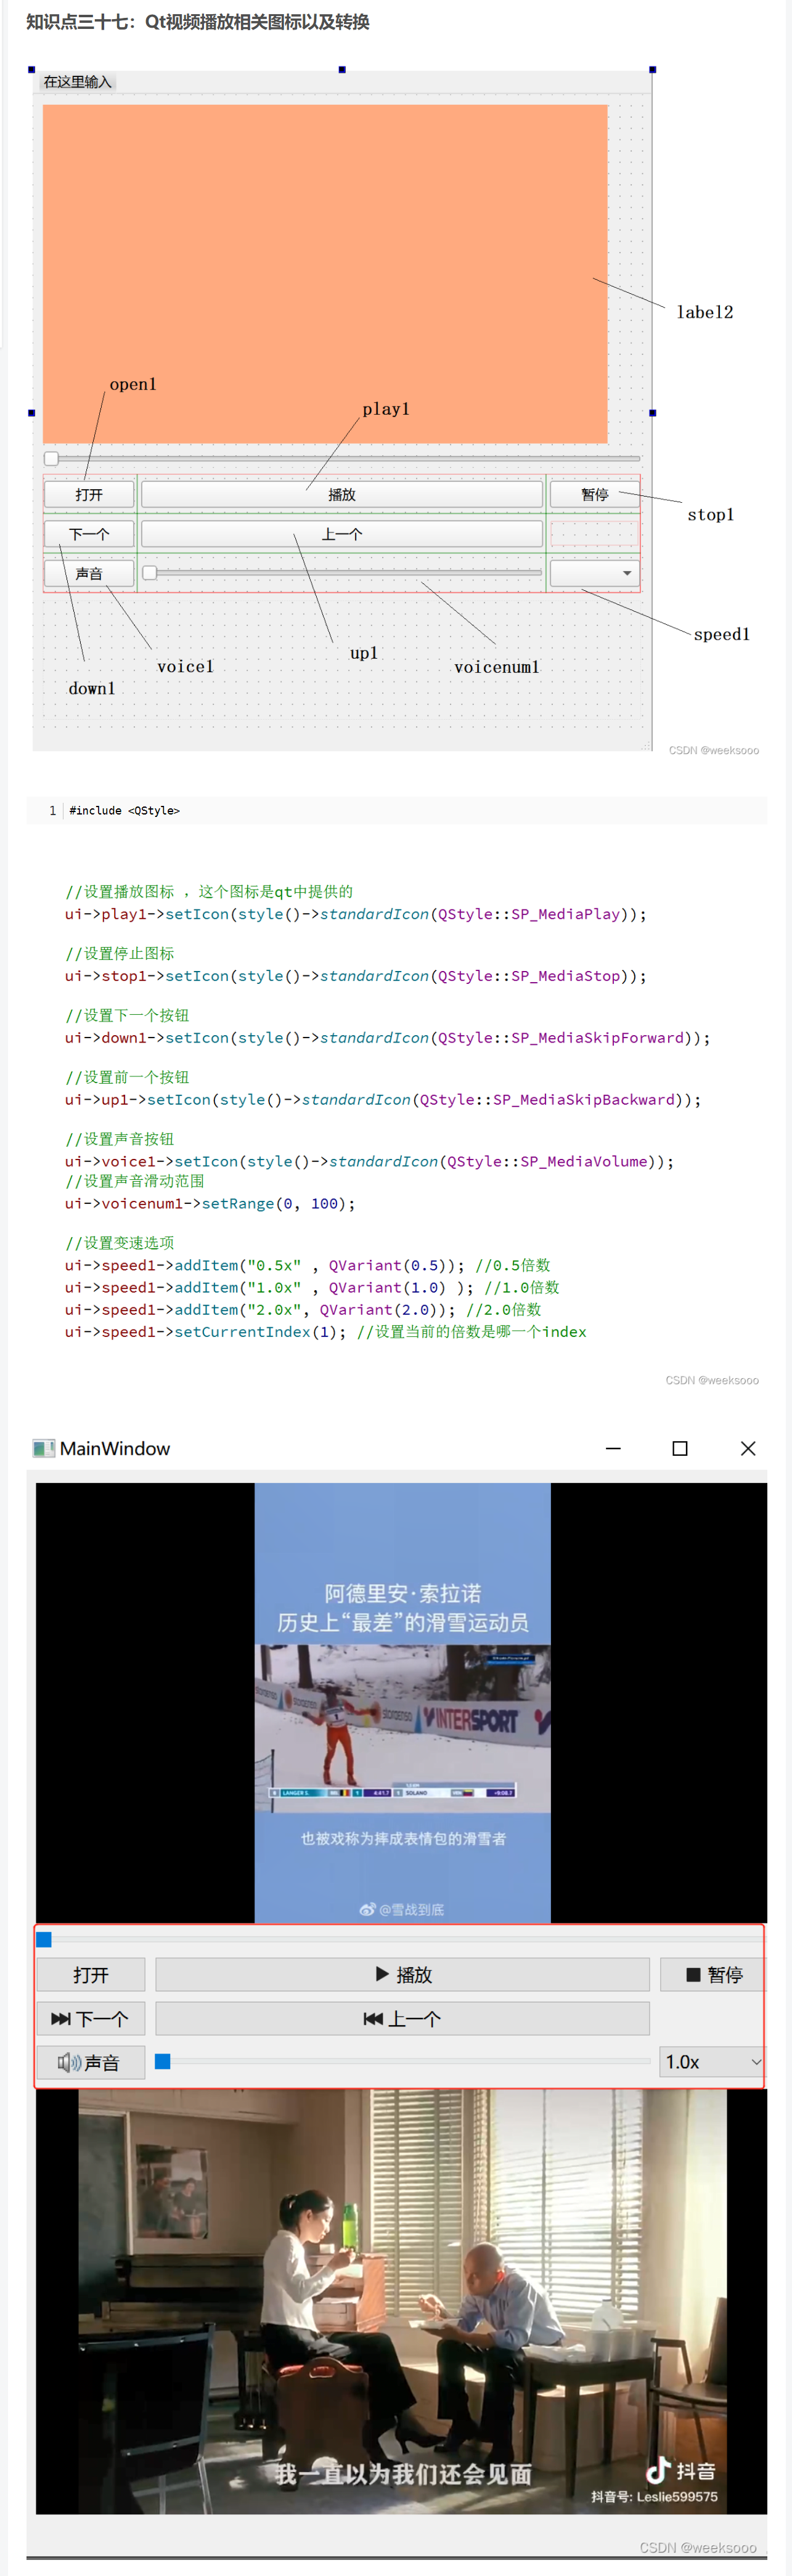 知识点三十七：Qt视频播放相关图标以及转换
在这里输入
label2
open1
play1
打开
播放
暂停
stop1
下一个
上一个
声音
speed1
up1
voice1
voicenum1
down1
CSDN @weeksooo
1 #include <QStyle>
//设置播放图标 ，这个图标是qt中提供的
ui->play1->setIcon(style()->standardIcon(QStyle::SP_MediaPlay));
//设置停止图标
ui->stop1->setIcon(style()->standardIcon(QStyle::SP_MediaStop));
//设置下一个按钮
ui->down1->setIcon(style()->standardIcon(QStyle::SP_MediaSkipForward));
//设置前一个按钮
ui->up1->setIcon(style()->standardIcon(QStyle::SP_MediaSkipBackward));
//设置声音按钮
ui->voice1->setIcon(style()->standardIcon(QStyle::SP_MediaVolume));
//设置声音滑动范围
ui->voicenum1->setRange(0, 100);
//设置变速选项
ui->speed1->addItem("0.5x" , QVariant(0.5)); //0.5倍数
ui->speed1->addItem("1.0x" , QVariant(1.0) ); //1.0倍数
ui->speed1->addItem("2.0x", QVariant(2.0)); //2.0倍数
ui->speed1->setCurrentIndex(1); //设置当前的倍数是哪一个index
CSDN @weeksooo
MainWindow
阿德里安·索拉诺
历史上“最差”的滑雪运动员
INTERSPORT
LANGER S.
SOLANO
也被戏称为摔成表情包的滑雪者
@雪战到底
打开
播放
暂停
下一个
上一个
声音
1.0x
我一直以为我们还会见面
抖音
抖音号: Leslie599575
CSDN @weeksooo